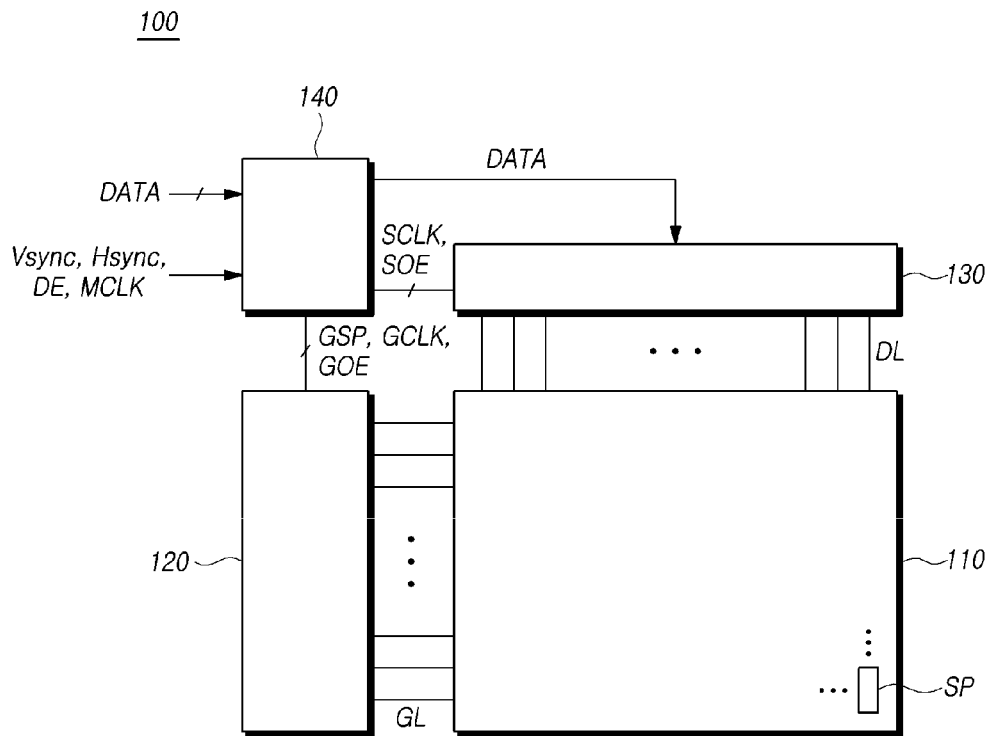 100
140
DATA
DATA
SCLK,
SOE
Vsync, Hsync,
DE, MCLK
130
GSP, GCLK,
GOE
DL
120
110
SP
GL